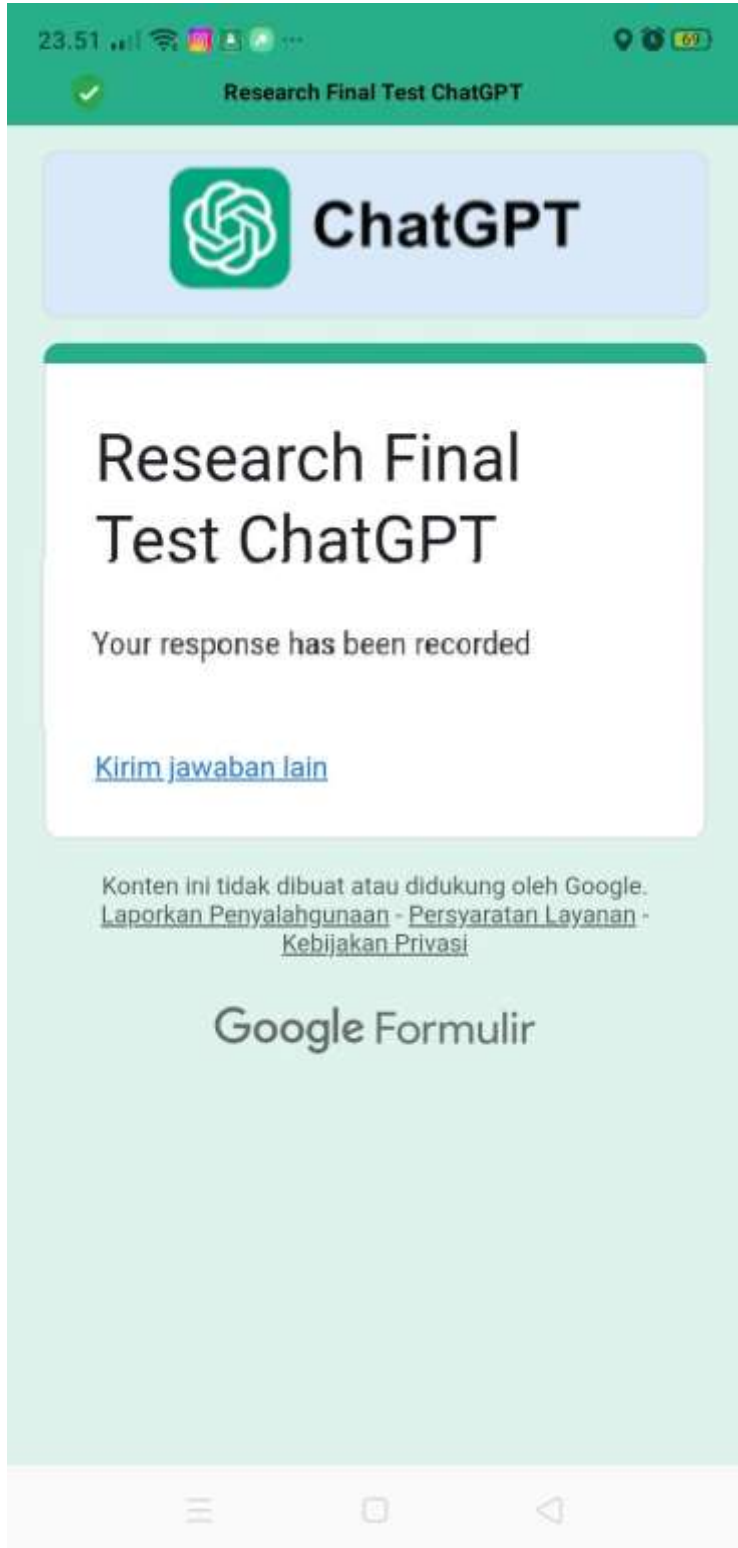 23.51
69
Research Final Test ChatGPT
ChatGPT
Research Final
Test ChatGPT
Your response has been recorded
Kirim jawaban lain
Konten ini tidak dibuat atau didukung oleh Google.
Laporkan Penyalahgunaan - Persyaratan Layanan -
Kebijakan Privasi
Google Formulir